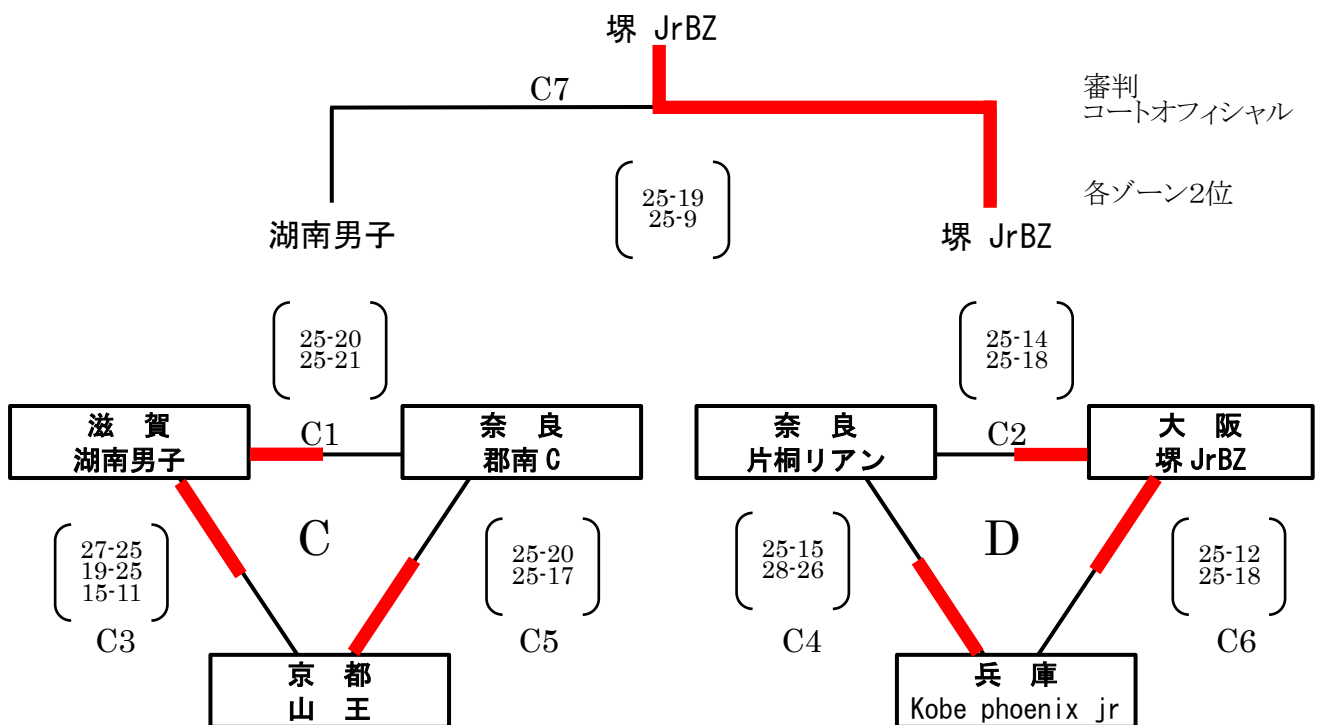 堺 JrBZ
C7
審判
コートオフィシャル
25-19
25-9
各ゾーン2位
湖南男子
堺 JrBZ
25-20
25-21
25-14
25-18
滋 賀
湖南男子
C1
奈 良
郡南C
奈 良
片桐リアン
C2
大 阪
堺 JrBZ
27-25
19-25
15-11
C
25-20
25-17
25-15
28-26
D
25-12
25-18
C3
C5
C4
C6
京 都
山 王
兵 庫
Kobe phoenix jr